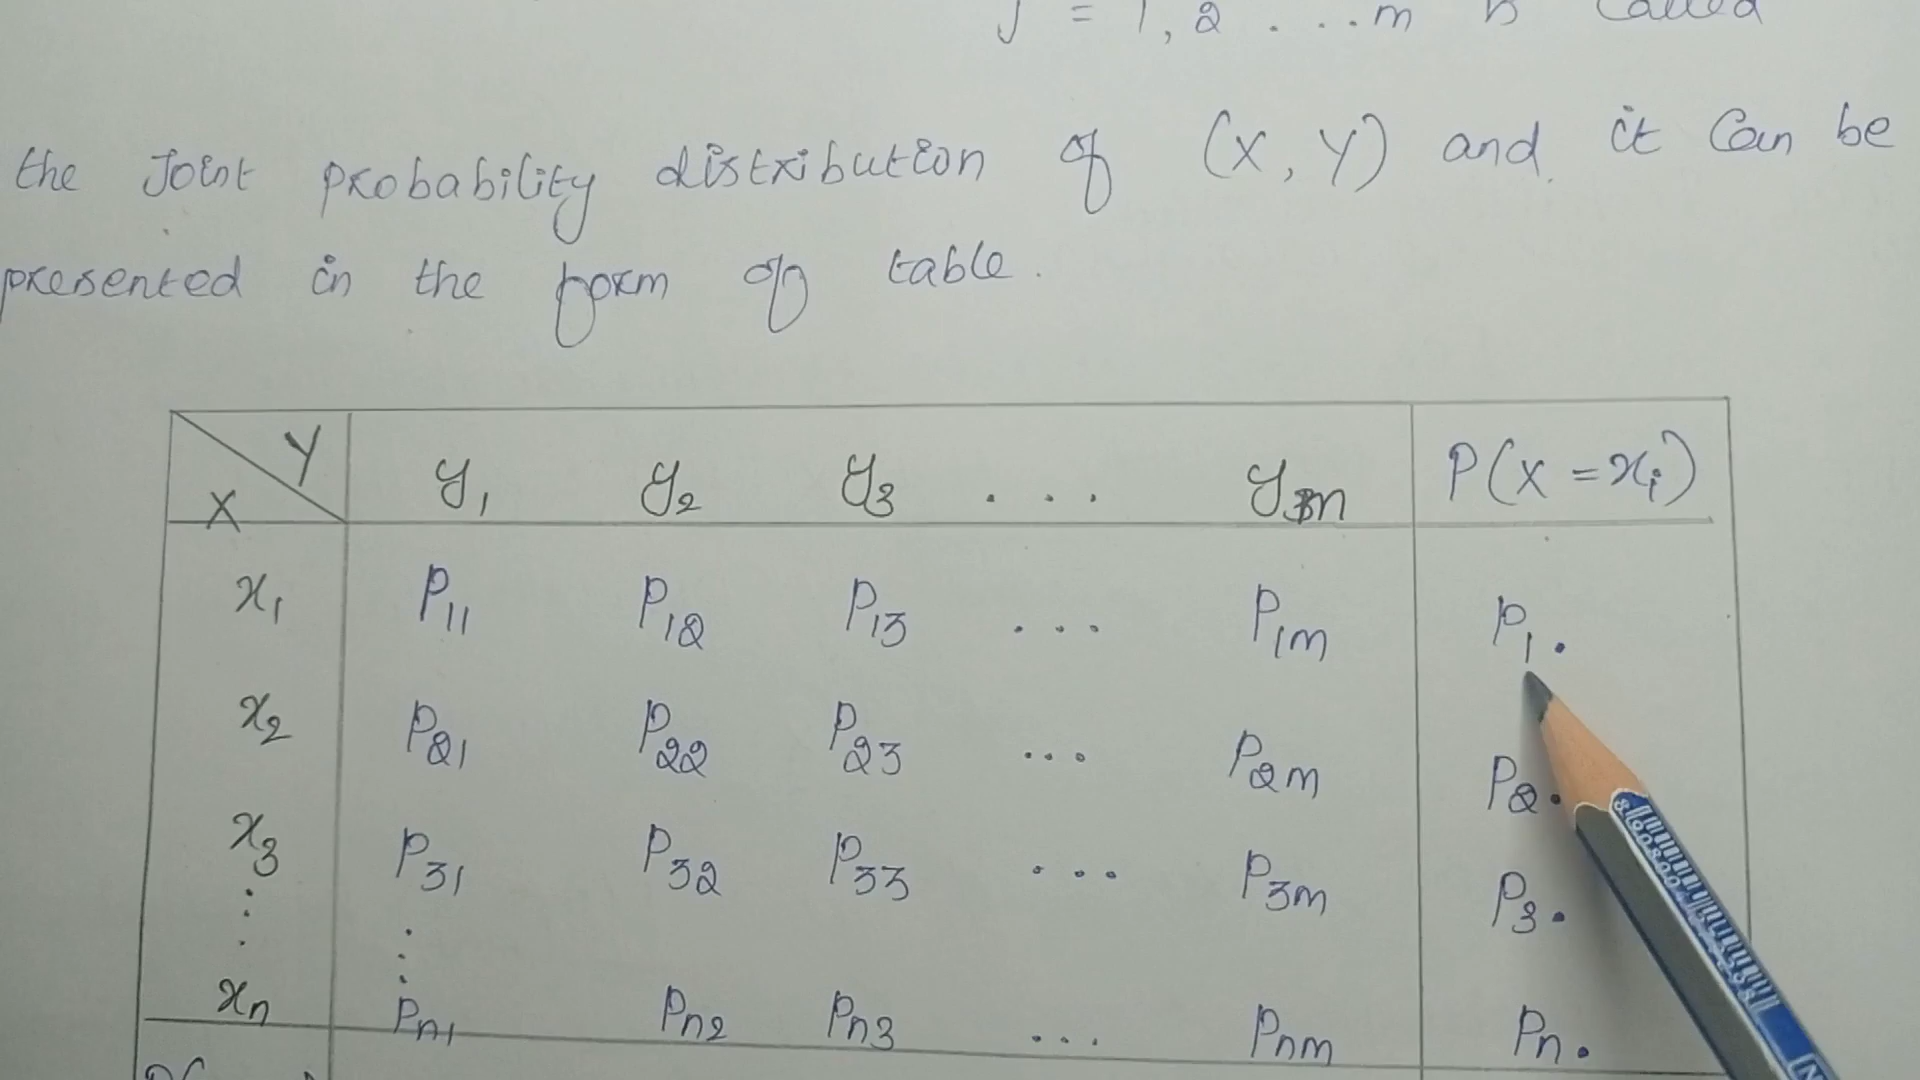 j = 1, 2 . . . . m is called
the Joint probability distribution of (X, Y) and it Can be
presented in the form of table.
X Y y₁ y₂ y₃ . . . yₘ P(X = xᵢ)
x₁ P₁₁ P₁₂ P₁₃ . . . P₁ₘ P₁.
x₂ P₂₁ P₂₂ P₂₃ . . . P₂ₘ P₂.
x₃ P₃₁ P₃₂ P₃₃ . . . P₃ₘ P₃.
xₙ Pₙ₁ Pₙ₂ Pₙ₃ . . . Pₙₘ Pₙ.